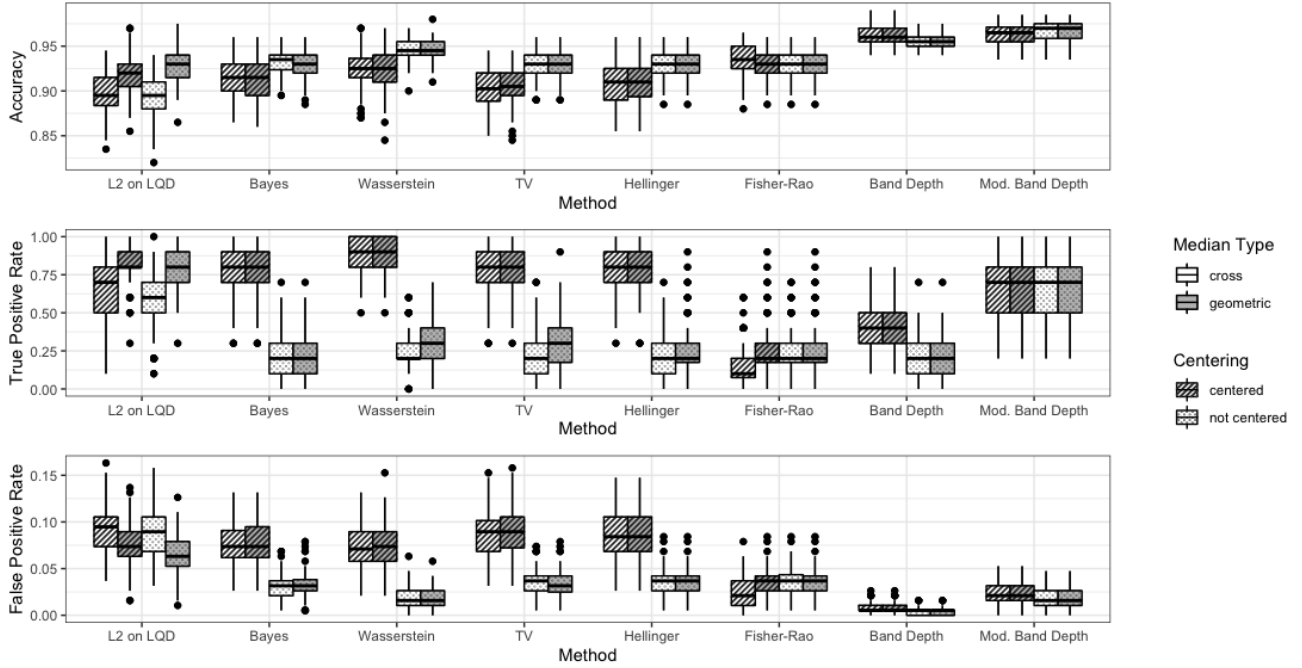 Accuracy
0.95
0.90
0.85
L2 on LQD Bayes Wasserstein TV Hellinger Fisher-Rao Band Depth Mod. Band Depth
Method
True Positive Rate
1.00
0.75
0.50
0.25
0.00
L2 on LQD Bayes Wasserstein TV Hellinger Fisher-Rao Band Depth Mod. Band Depth
Method
False Positive Rate
0.15
0.10
0.05
0.00
L2 on LQD Bayes Wasserstein TV Hellinger Fisher-Rao Band Depth Mod. Band Depth
Method
Median Type
cross
geometric
Centering
centered
not centered